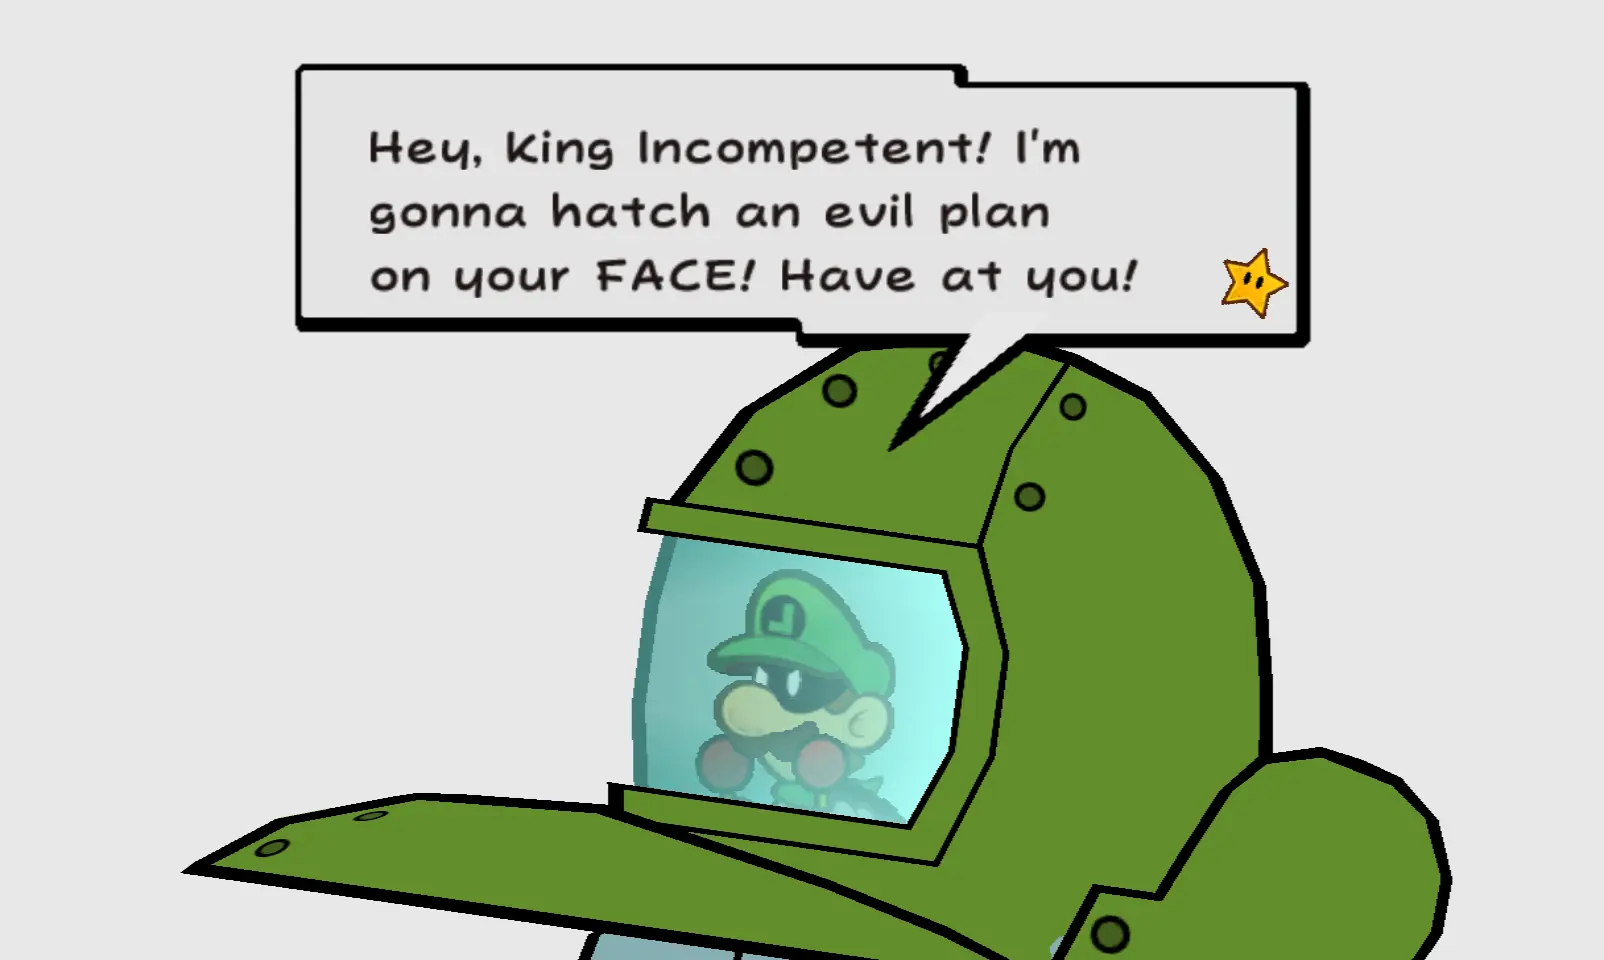 Hey, King Incompetent! I'm
gonna hatch an evil plan
on your FACE! Have at you!